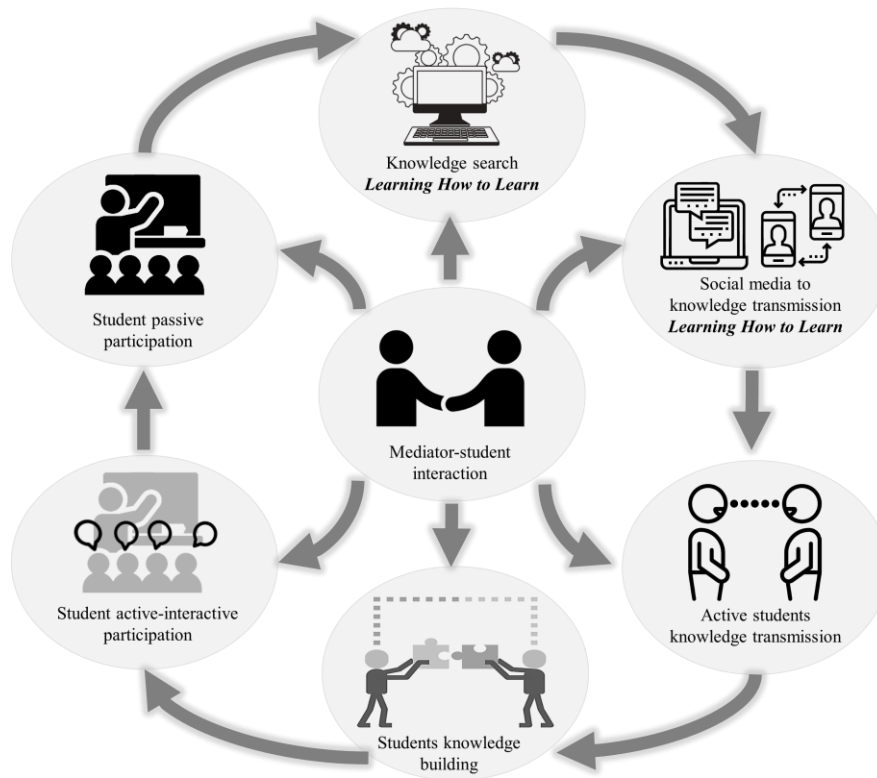 Knowledge search
Learning How to Learn
Social media to
knowledge transmission
Learning How to Learn
Student passive
participation
Mediator-student
interaction
Student active-interactive
participation
Active students
knowledge transmission
Students knowledge
building